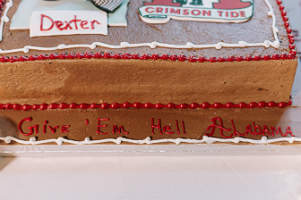 Dexter
CRIMSON TIDE
Give 'Em Hell Alabama